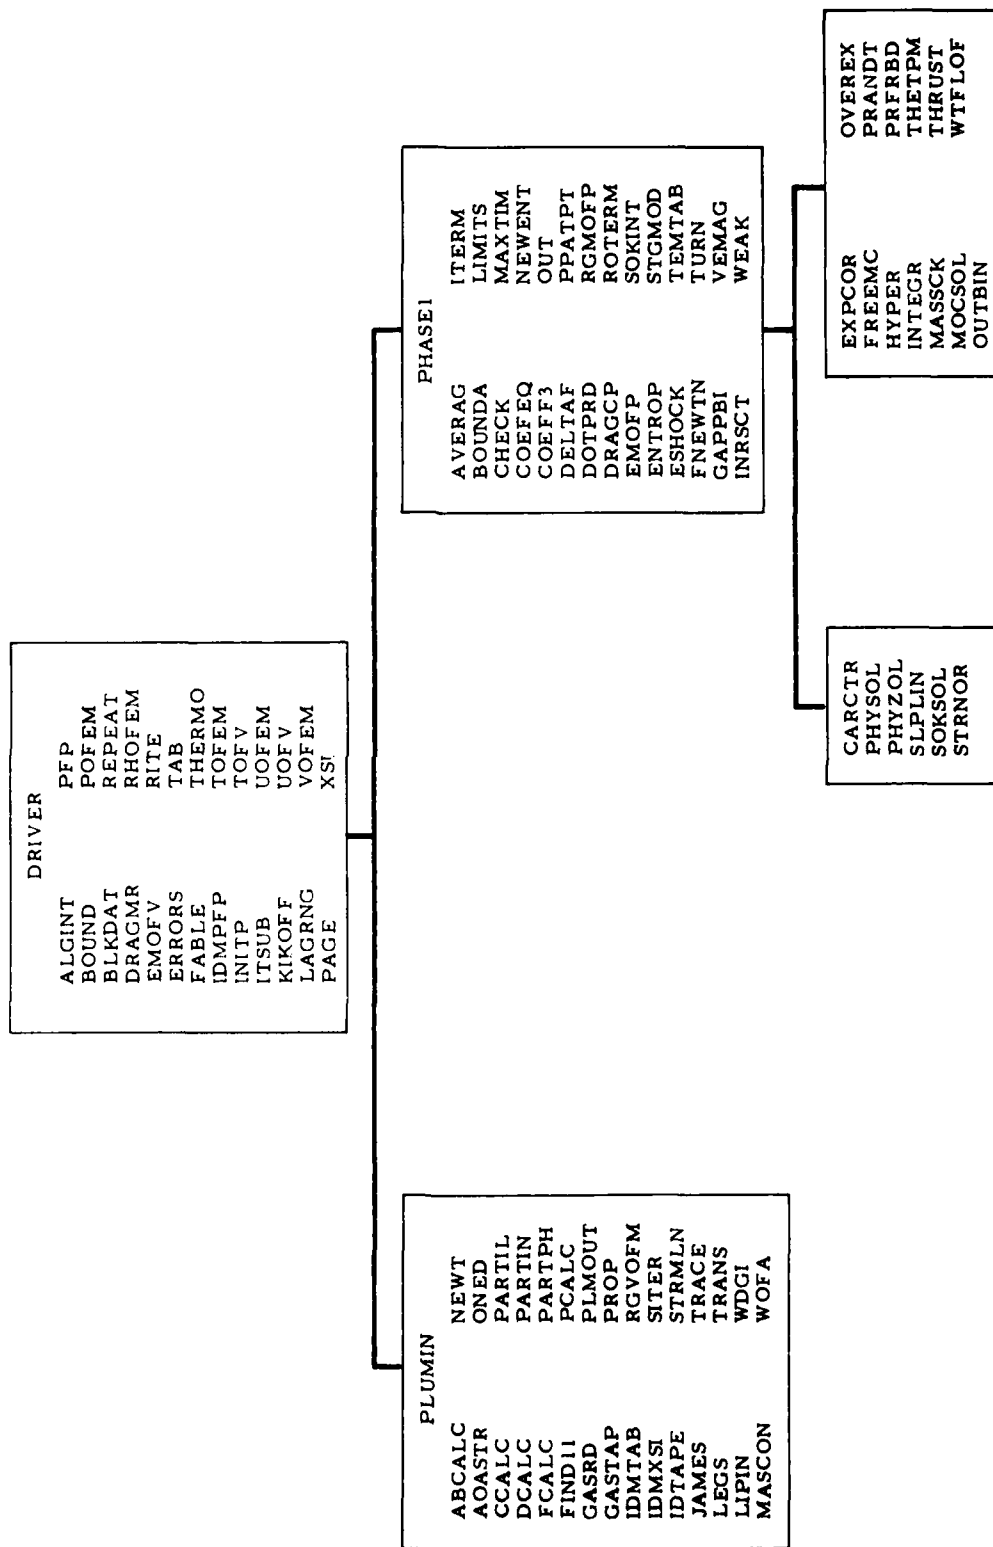 DRIVER
ALGINT PFP
BOUND POFEM
BLKDAT REPEAT
DRAGMR RHOFEM
EMOFV RITE
ERRORS TAB
FABLE THERMO
IDMPFP TOFEM
INITP TOFV
ITSUB UOFEM
KIKOFF UOFV
LAGRNG VOFEM
PAGE XSI
PLUMIN
ABCALC NEWT
AOASTR ONED
CCALC PARTIL
DCALC PARTIN
FCALC PARTPH
FIND11 PCALC
GASRD PLMOUT
GASTAP PROP
IDMTAB RGVOFM
IDMXSI SITER
IDTAPE STRMLN
JAMES TRACE
LEGS TRANS
LIPIN WDGI
MASCON WOFA
PHASE1
AVERAG ITERM
BOUNDA LIMITS
CHECK MAXTIM
COEFEQ NEWENT
COEFF3 OUT
DELTAF PPATPT
DOTPRD RGMOFP
DRAGCP ROTERM
EMOFP SOKINT
ENTROP STGMOD
ESHOCK TEMTAB
FNEWTN TURN
GAPPBI VEMAG
INRSCT WEAK
CARCTR
PHYSOL
PHYZOL
SLPLIN
SOKSOL
STRNOR
EXPCOR OVEREX
FREEMC PRANDT
HYPER PRFRBD
INTEGR THETPM
MASSCK THRUST
MOCSOL WTFLOF
OUTBIN